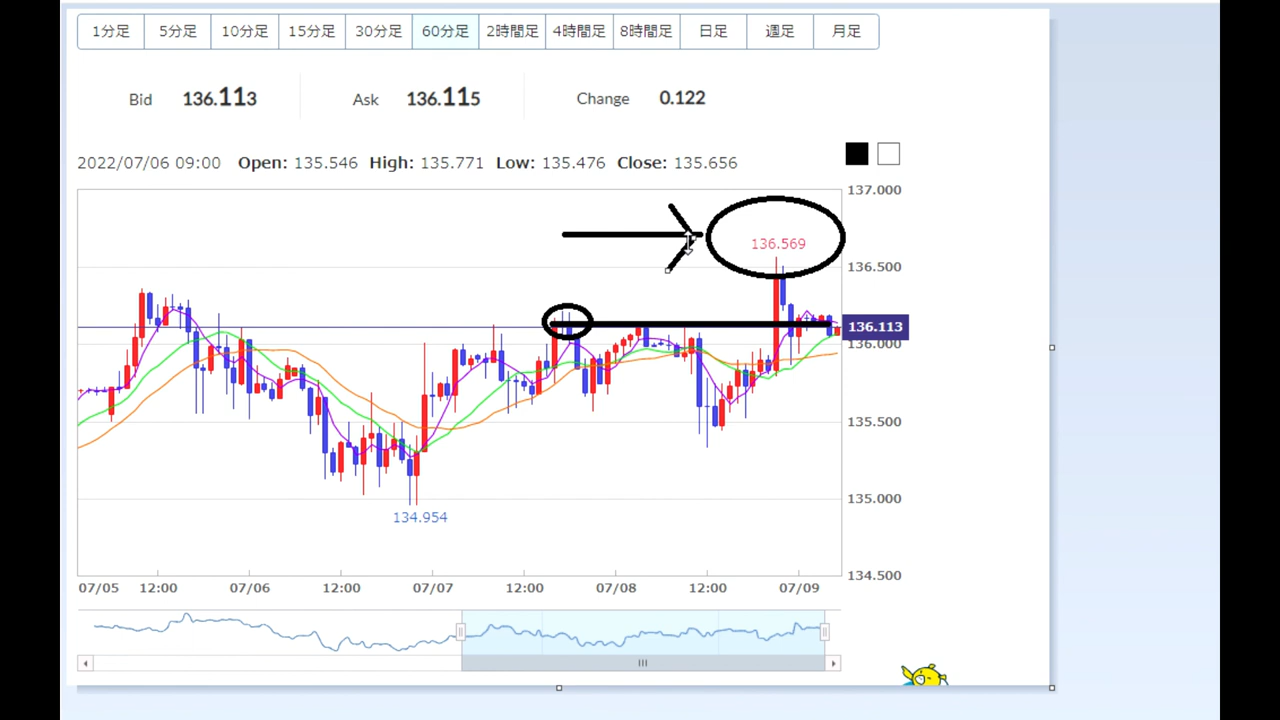 1分足 5分足 10分足 15分足 30分足 60分足 2時間足 4時間足 8時間足 日足 週足 月足
Bid 136.113 Ask 136.115 Change 0.122
2022/07/06 09:00 Open: 135.546 High: 135.771 Low: 135.476 Close: 135.656
137.000
136.569
136.500
136.113
136.000
135.500
135.000
134.954
134.500
07/05 12:00 07/06 12:00 07/07 12:00 07/08 12:00 07/09